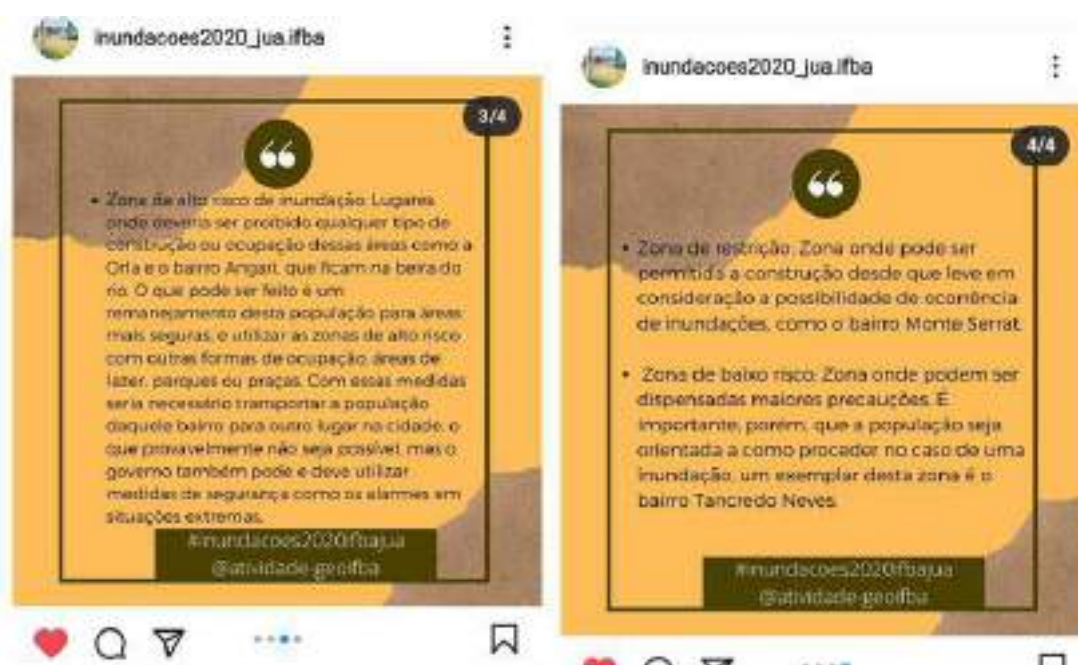 inundacoes2020_jua.ifba
3/4
• Zona de alto risco de inundação: Lugares
onde deveria ser proibido qualquer tipo de
construção ou ocupação dessas áreas como a
Orla e o bairro Angari, que ficam na beira do
rio. O que pode ser feito é um
remanejamento desta população para áreas
mais seguras, e utilizar as zonas de alto risco
com outras formas de ocupação: áreas de
lazer, parques ou praças. Com essas medidas
seria necessário transportar a população
daquele bairro para outro lugar na cidade, o
que provavelmente não seja possível, mas o
governo também pode e deve utilizar
medidas de segurança como os alarmes em
situações extremas.
#inundacoes2020ifbajua
@atividade-geoifba
inundacoes2020_jua.ifba
4/4
• Zona de restrição: Zona onde pode ser
permitida a construção desde que leve em
consideração a possibilidade de ocorrência
de inundações, como o bairro Monte Serrat.
• Zona de baixo risco: Zona onde podem ser
dispensadas maiores precauções. É
importante, porém, que a população seja
orientada a como proceder no caso de uma
inundação, um exemplar desta zona é o
bairro Tancredo Neves.
#inundacoes2020ifbajua
@atividade-geoifba